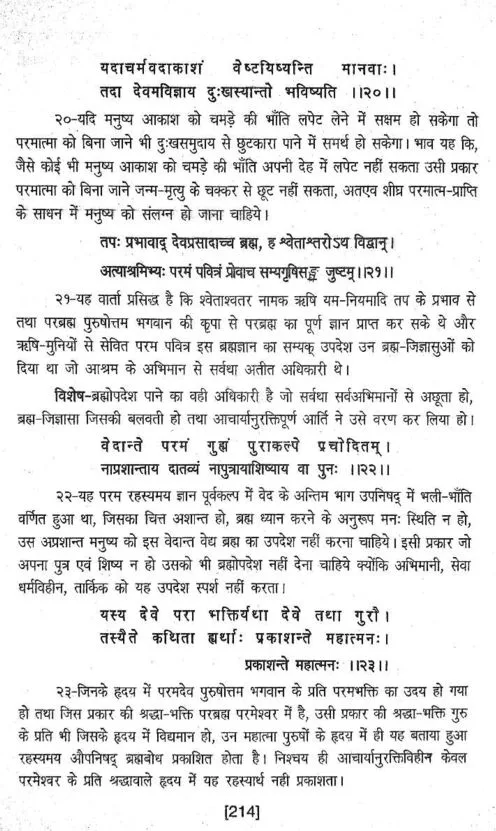 यदाचर्मवदाकाशं वेष्टयिष्यन्ति मानवाः।
तदा देवमविज्ञाय दुःखस्यान्तो भविष्यति ।।२०।।
२०-यदि मनुष्य आकाश को चमड़े की भाँति लपेट लेने में सक्षम हो सकेगा तो
परमात्मा को बिना जाने भी दुःखसमुदाय से छुटकारा पाने में समर्थ हो सकेगा। भाव यह कि,
जैसे कोई भी मनुष्य आकाश को चमड़े की भाँति अपनी देह में लपेट नहीं सकता उसी प्रकार
परमात्मा को बिना जाने जन्म-मृत्यु के चक्कर से छूट नहीं सकता, अतएव शीघ्र परमात्म-प्राप्ति
के साधन में मनुष्य को संलग्न हो जाना चाहिये।
तपः प्रभावाद् देवप्रसादाच्च ब्रह्म, ह श्वेताश्तरोऽय विद्वान्।
अत्याश्रमिभ्यः परमं पवित्रं प्रोवाच सम्यगृषिसङ्घ जुष्टम्।।२१।।
२१-यह वार्ता प्रसिद्ध है कि श्वेताश्वतर नामक ऋषि यम-नियमादि तप के प्रभाव से
तथा परब्रह्म पुरुषोत्तम भगवान की कृपा से परब्रह्म का पूर्ण ज्ञान प्राप्त कर सके थे और
ऋषि-मुनियों से सेवित परम पवित्र इस ब्रह्मज्ञान का सम्यक् उपदेश उन ब्रह्म-जिज्ञासुओं को
दिया था जो आश्रम के अभिमान से सर्वथा अतीत अधिकारी थे।
विशेष-ब्रह्मोपदेश पाने का वही अधिकारी है जो सर्वथा सर्वअभिमानों से अछूता हो,
ब्रह्म-जिज्ञासा जिसकी बलवती हो तथा आचार्यानुरक्तिपूर्ण आर्ति ने उसे वरण कर लिया हो।
वेदान्ते परमं गुह्यं पुराकल्पे प्रचोदितम्।
नाप्रशान्ताय दातव्यं नापुत्रायाशिष्याय वा पुनः ।।२२।।
२२-यह परम रहस्यमय ज्ञान पूर्वकल्प में वेद के अन्तिम भाग उपनिषद् में भली-भाँति
वर्णित हुआ था, जिसका चित्त अशान्त हो, ब्रह्म ध्यान करने के अनुरूप मनः स्थिति न हो,
उस अप्रशान्त मनुष्य को इस वेदान्त वेद्य ब्रह्म का उपदेश नहीं करना चाहिये। इसी प्रकार जो
अपना पुत्र एवं शिष्य न हो उसको भी ब्रह्मोपदेश नहीं देना चाहिये क्योंकि अभिमानी, सेवा
धर्मविहीन, तार्किक को यह उपदेश स्पर्श नहीं करता।
यस्य देवे परा भक्तिर्यथा देवे तथा गुरौ।
तस्यैते कथिता ह्यर्थाः प्रकाशन्ते महात्मनः।
प्रकाशन्ते महात्मनः ।।२३।।
२३-जिनके हृदय में परमदेव पुरुषोत्तम भगवान के प्रति परमभक्ति का उदय हो गया
हो तथा जिस प्रकार की श्रद्धा-भक्ति परब्रह्म परमेश्वर में है, उसी प्रकार की श्रद्धा-भक्ति गुरु
के प्रति भी जिसके हृदय में विद्यमान हो, उन महात्मा पुरुषों के हृदय में ही यह बताया हुआ
रहस्यमय औपनिषद् ब्रह्मबोध प्रकाशित होता है। निश्चय ही आचार्यानुरक्तिविहीन केवल
परमेश्वर के प्रति श्रद्धावाले हृदय में यह रहस्यार्थ नही प्रकाशता।
[214]